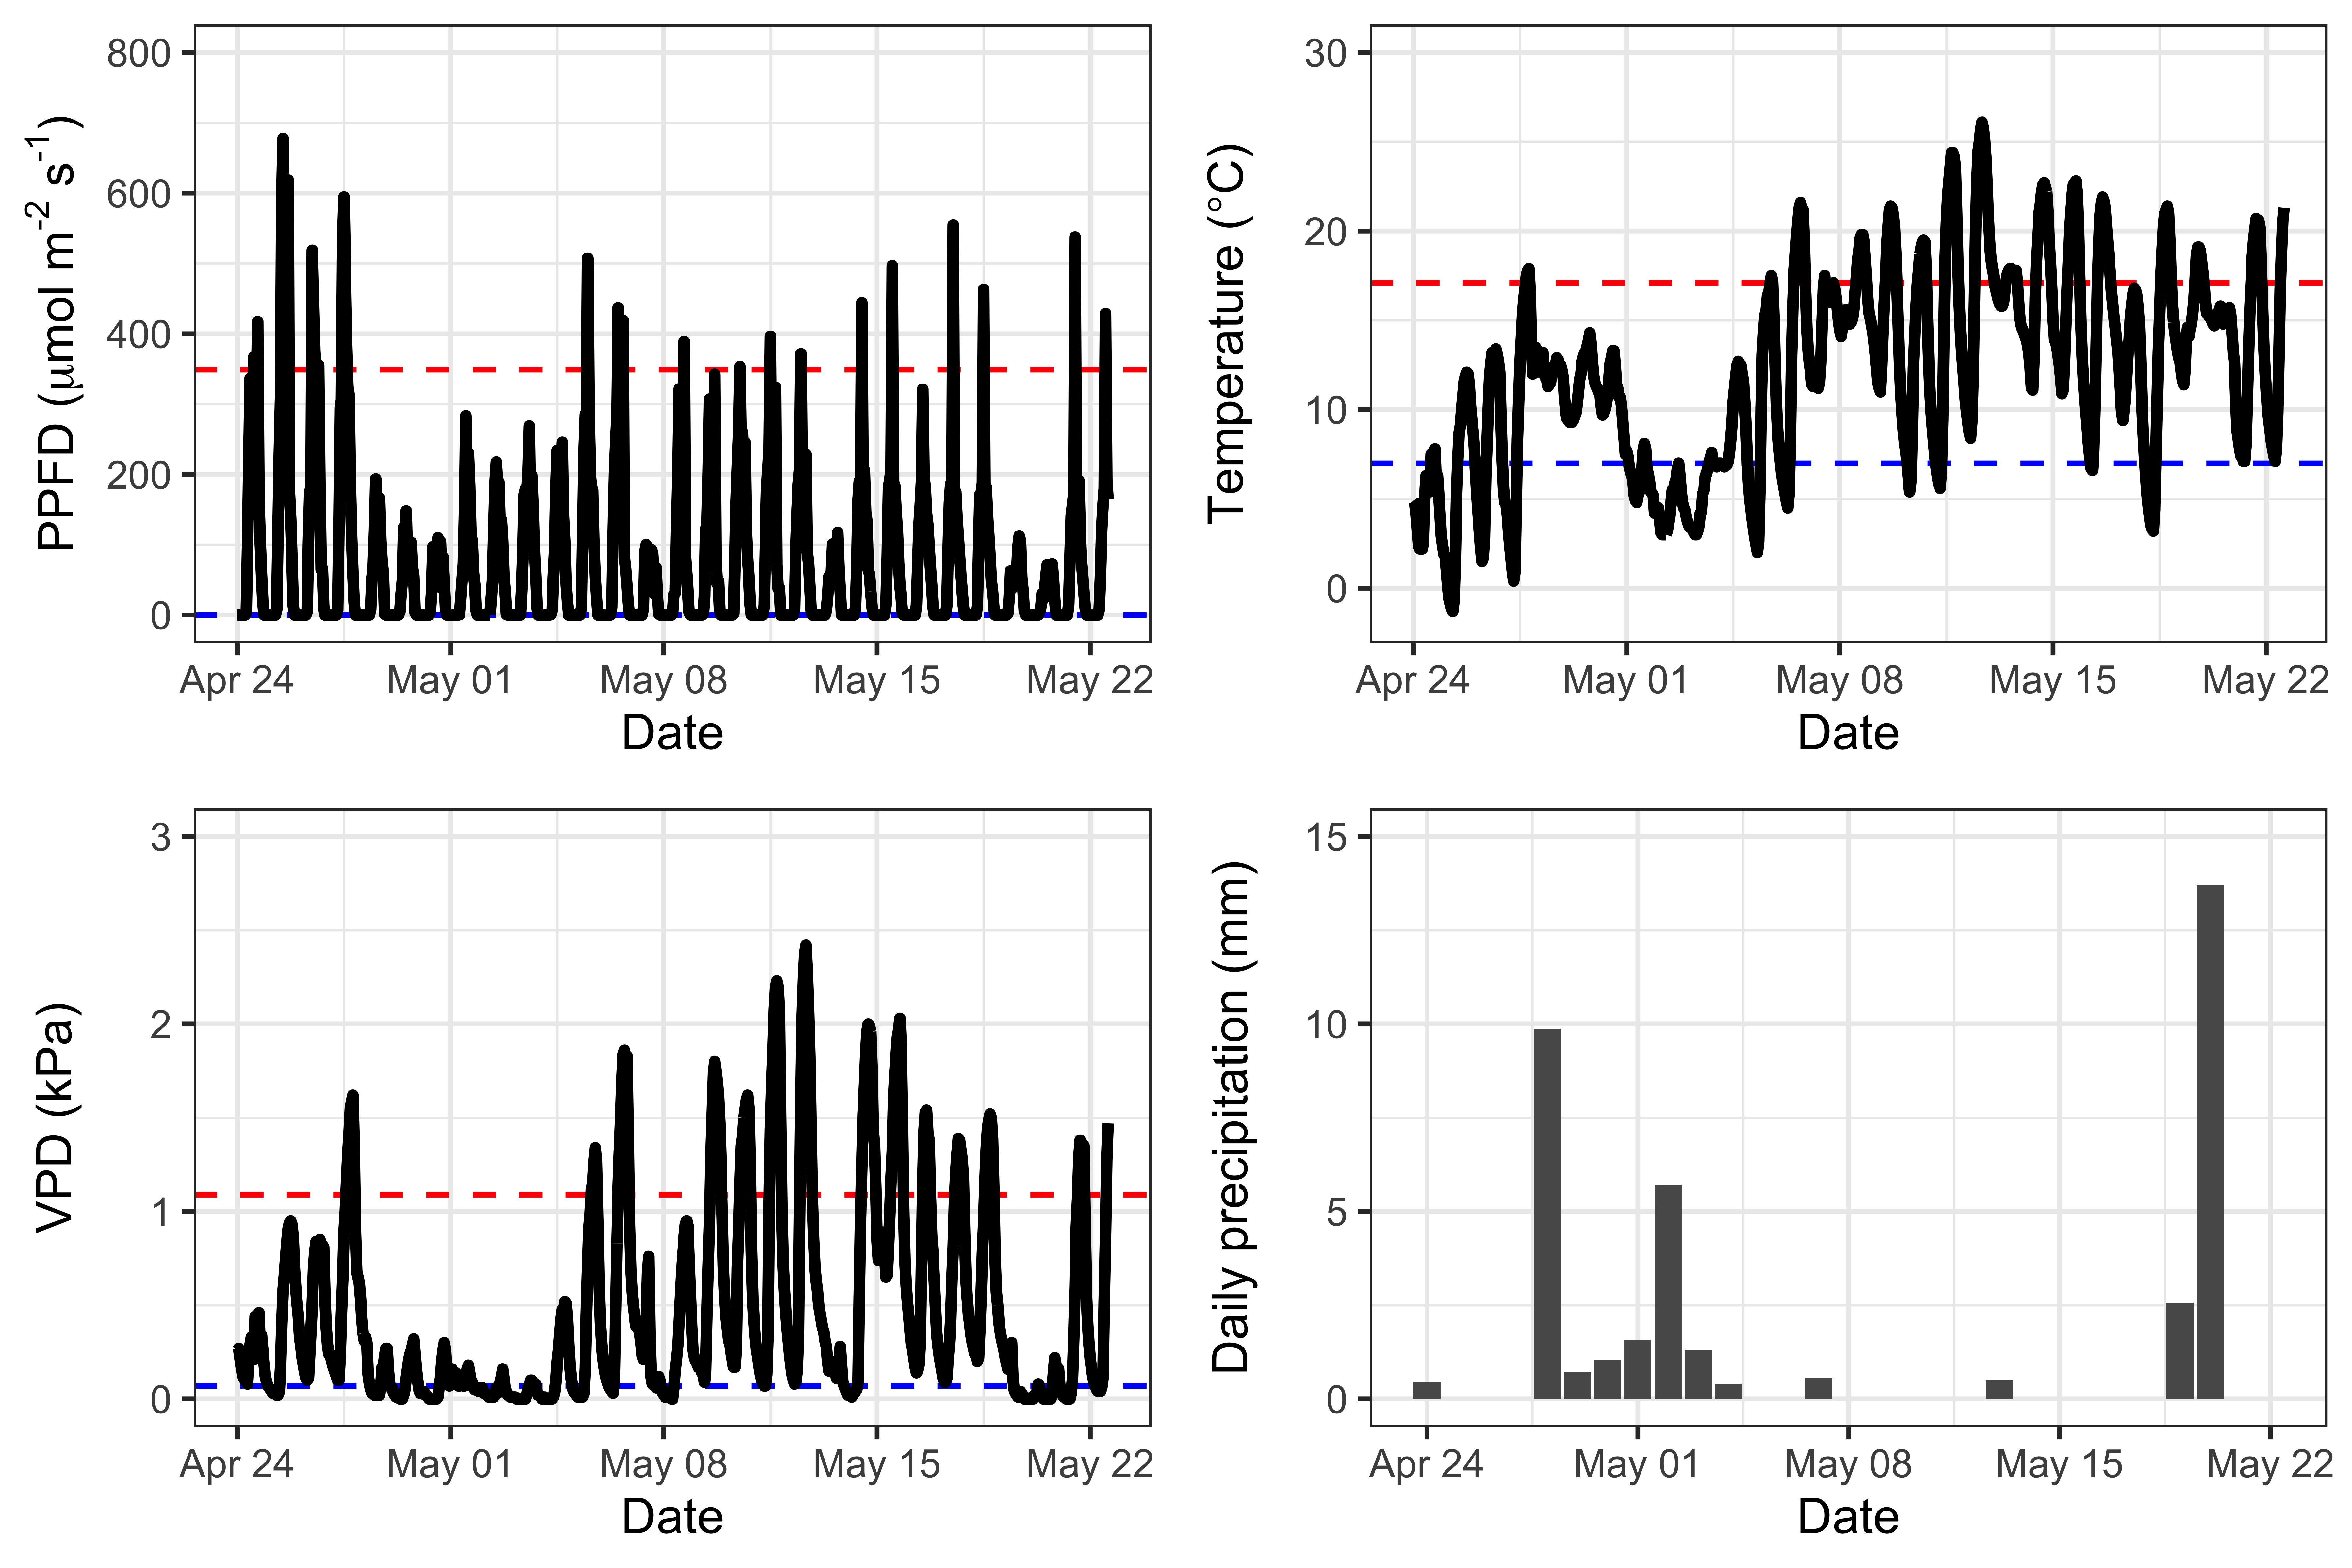 800
600
400
200
0
PPFD (μmol m⁻² s⁻¹)
Apr 24 May 01 May 08 May 15 May 22
Date
30
20
10
0
Temperature (°C)
Apr 24 May 01 May 08 May 15 May 22
Date
3
2
1
0
VPD (kPa)
Apr 24 May 01 May 08 May 15 May 22
Date
15
10
5
0
Daily precipitation (mm)
Apr 24 May 01 May 08 May 15 May 22
Date